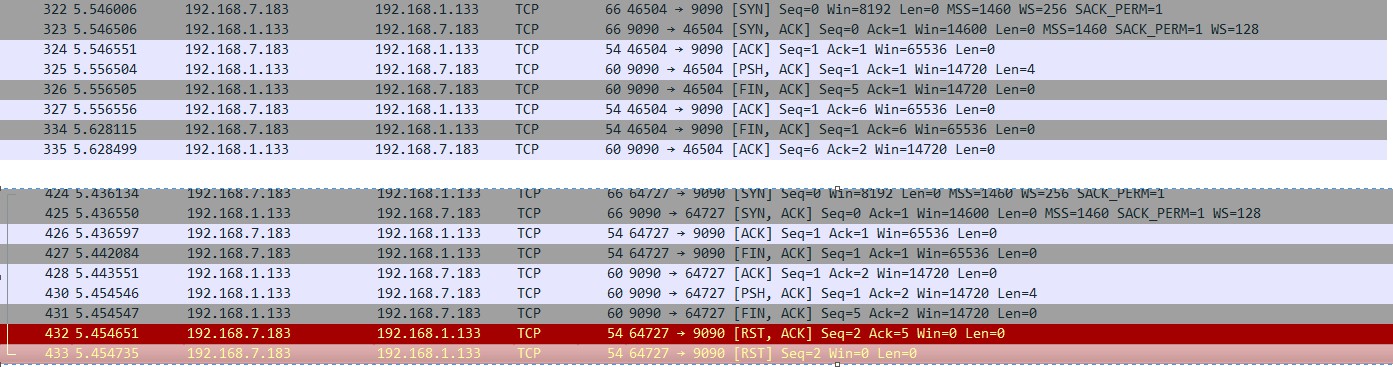 322 5.546006 192.168.7.183 192.168.1.133 TCP 66 46504 → 9090 [SYN] Seq=0 Win=8192 Len=0 MSS=1460 WS=256 SACK_PERM=1
323 5.546506 192.168.1.133 192.168.7.183 TCP 66 9090 → 46504 [SYN, ACK] Seq=0 Ack=1 Win=14600 Len=0 MSS=1460 SACK_PERM=1 WS=128
324 5.546551 192.168.7.183 192.168.1.133 TCP 54 46504 → 9090 [ACK] Seq=1 Ack=1 Win=65536 Len=0
325 5.556504 192.168.1.133 192.168.7.183 TCP 60 9090 → 46504 [PSH, ACK] Seq=1 Ack=1 Win=14720 Len=4
326 5.556505 192.168.1.133 192.168.7.183 TCP 60 9090 → 46504 [FIN, ACK] Seq=5 Ack=1 Win=14720 Len=0
327 5.556556 192.168.7.183 192.168.1.133 TCP 54 46504 → 9090 [ACK] Seq=1 Ack=6 Win=65536 Len=0
334 5.628115 192.168.7.183 192.168.1.133 TCP 54 46504 → 9090 [FIN, ACK] Seq=1 Ack=6 Win=65536 Len=0
335 5.628499 192.168.1.133 192.168.7.183 TCP 60 9090 → 46504 [ACK] Seq=6 Ack=2 Win=14720 Len=0
424 5.436134 192.168.7.183 192.168.1.133 TCP 66 64727 → 9090 [SYN] Seq=0 Win=8192 Len=0 MSS=1460 WS=256 SACK_PERM=1
425 5.436550 192.168.1.133 192.168.7.183 TCP 66 9090 → 64727 [SYN, ACK] Seq=0 Ack=1 Win=14600 Len=0 MSS=1460 SACK_PERM=1 WS=128
426 5.436597 192.168.7.183 192.168.1.133 TCP 54 64727 → 9090 [ACK] Seq=1 Ack=1 Win=65536 Len=0
427 5.442084 192.168.7.183 192.168.1.133 TCP 54 64727 → 9090 [FIN, ACK] Seq=1 Ack=1 Win=65536 Len=0
428 5.443551 192.168.1.133 192.168.7.183 TCP 60 9090 → 64727 [ACK] Seq=1 Ack=2 Win=14720 Len=0
430 5.454546 192.168.1.133 192.168.7.183 TCP 60 9090 → 64727 [PSH, ACK] Seq=1 Ack=2 Win=14720 Len=4
431 5.454547 192.168.1.133 192.168.7.183 TCP 60 9090 → 64727 [FIN, ACK] Seq=5 Ack=2 Win=14720 Len=0
432 5.454651 192.168.7.183 192.168.1.133 TCP 54 64727 → 9090 [RST, ACK] Seq=2 Ack=5 Win=0 Len=0
433 5.454735 192.168.7.183 192.168.1.133 TCP 54 64727 → 9090 [RST] Seq=2 Win=0 Len=0